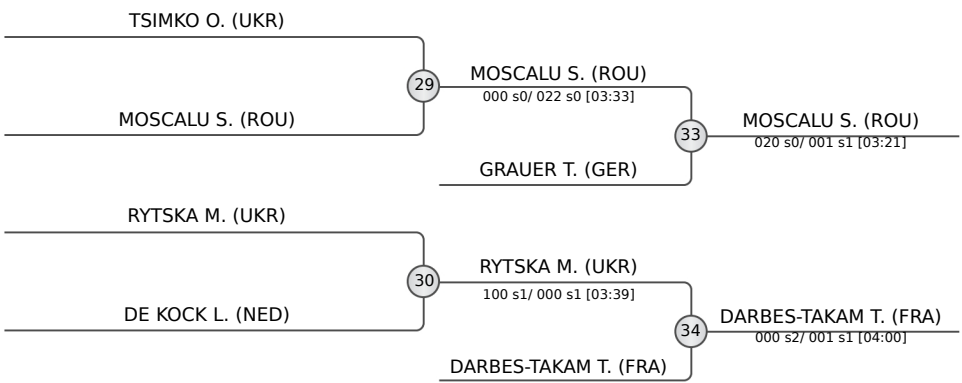 TSIMKO O. (UKR)
29
MOSCALU S. (ROU)
000 s0/ 022 s0 [03:33]
MOSCALU S. (ROU)
33
MOSCALU S. (ROU)
020 s0/ 001 s1 [03:21]
GRAUER T. (GER)
RYTSKA M. (UKR)
30
RYTSKA M. (UKR)
100 s1/ 000 s1 [03:39]
DE KOCK L. (NED)
34
DARBES-TAKAM T. (FRA)
000 s2/ 001 s1 [04:00]
DARBES-TAKAM T. (FRA)